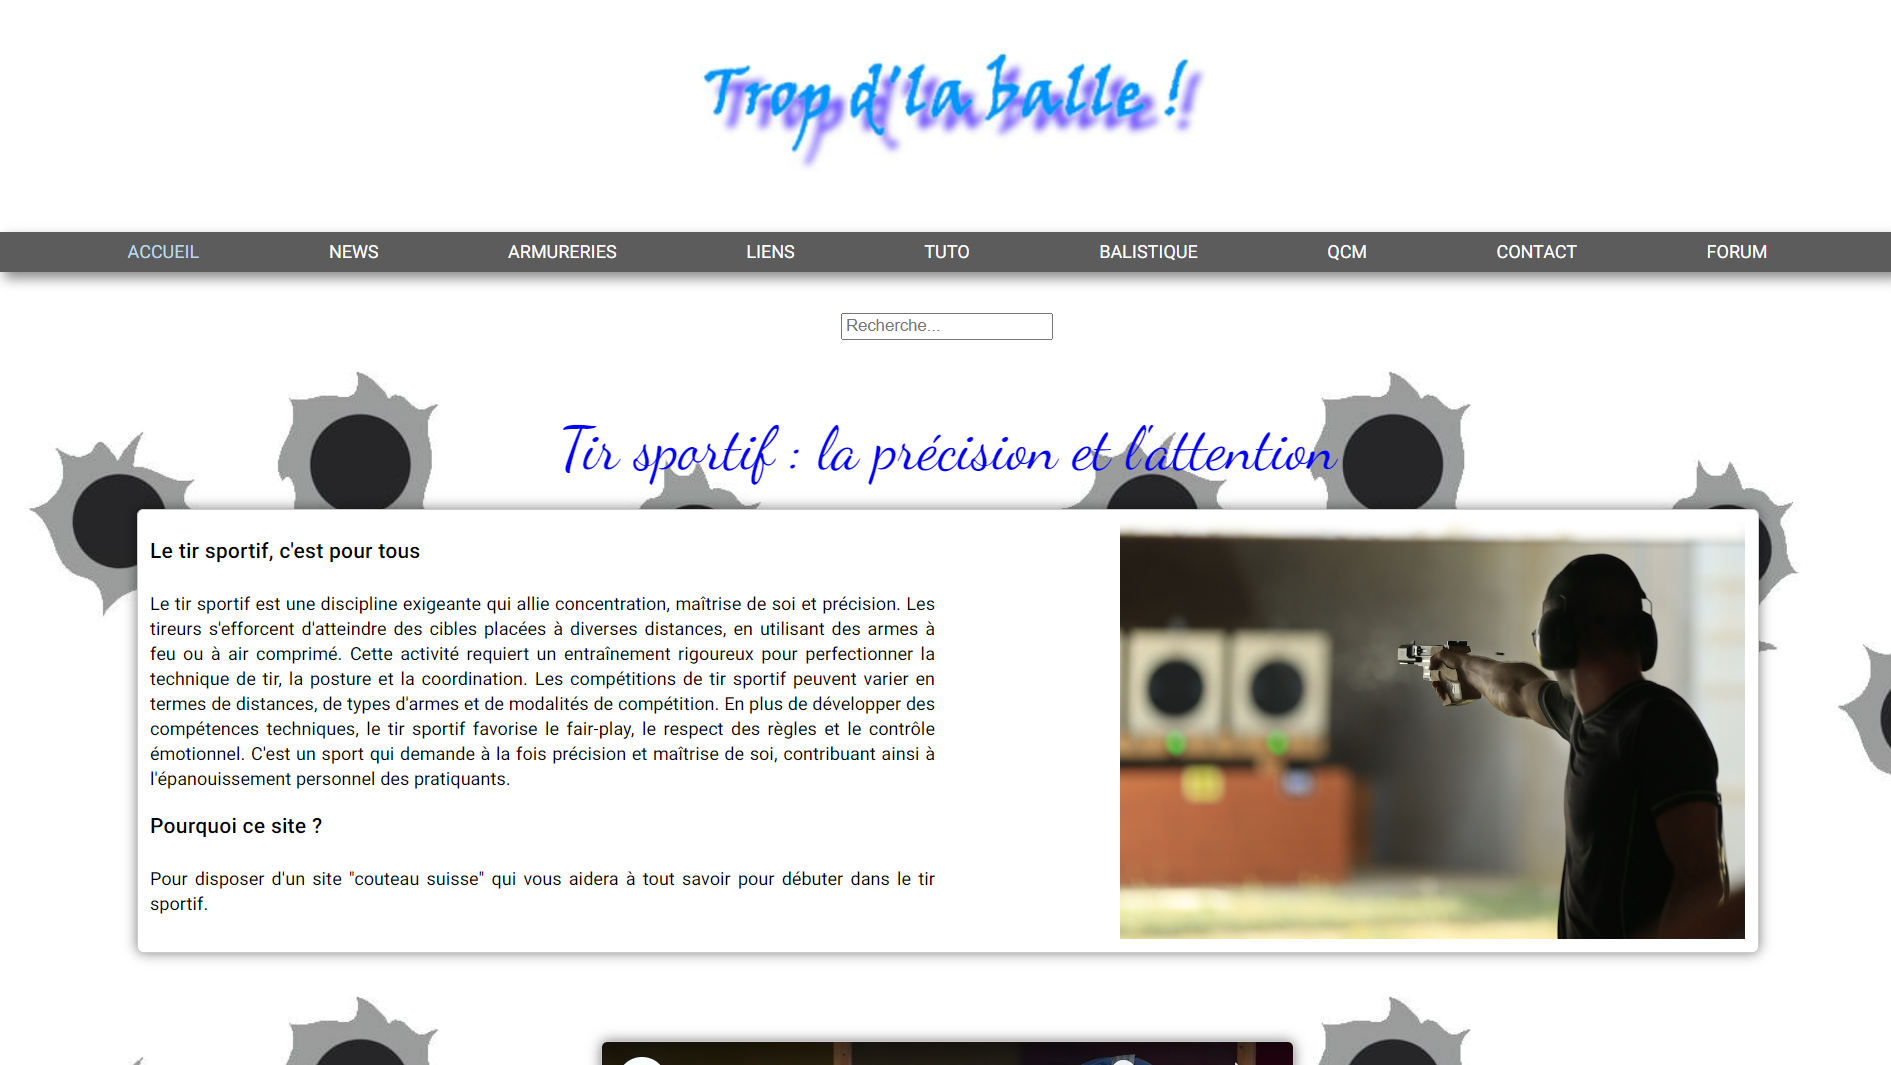 Trop d'la balle !
ACCUEIL NEWS ARMURERIES LIENS TUTO BALISTIQUE QCM CONTACT FORUM
Recherche...
Tir sportif : la précision et l'attention
Le tir sportif, c'est pour tous
Le tir sportif est une discipline exigeante qui allie concentration, maîtrise de soi et précision. Les
tireurs s'efforcent d'atteindre des cibles placées à diverses distances, en utilisant des armes à
feu ou à air comprimé. Cette activité requiert un entraînement rigoureux pour perfectionner la
technique de tir, la posture et la coordination. Les compétitions de tir sportif peuvent varier en
termes de distances, de types d'armes et de modalités de compétition. En plus de développer des
compétences techniques, le tir sportif favorise le fair-play, le respect des règles et le contrôle
émotionnel. C'est un sport qui demande à la fois précision et maîtrise de soi, contribuant ainsi à
l'épanouissement personnel des pratiquants.
Pourquoi ce site ?
Pour disposer d'un site "couteau suisse" qui vous aidera à tout savoir pour débuter dans le tir
sportif.